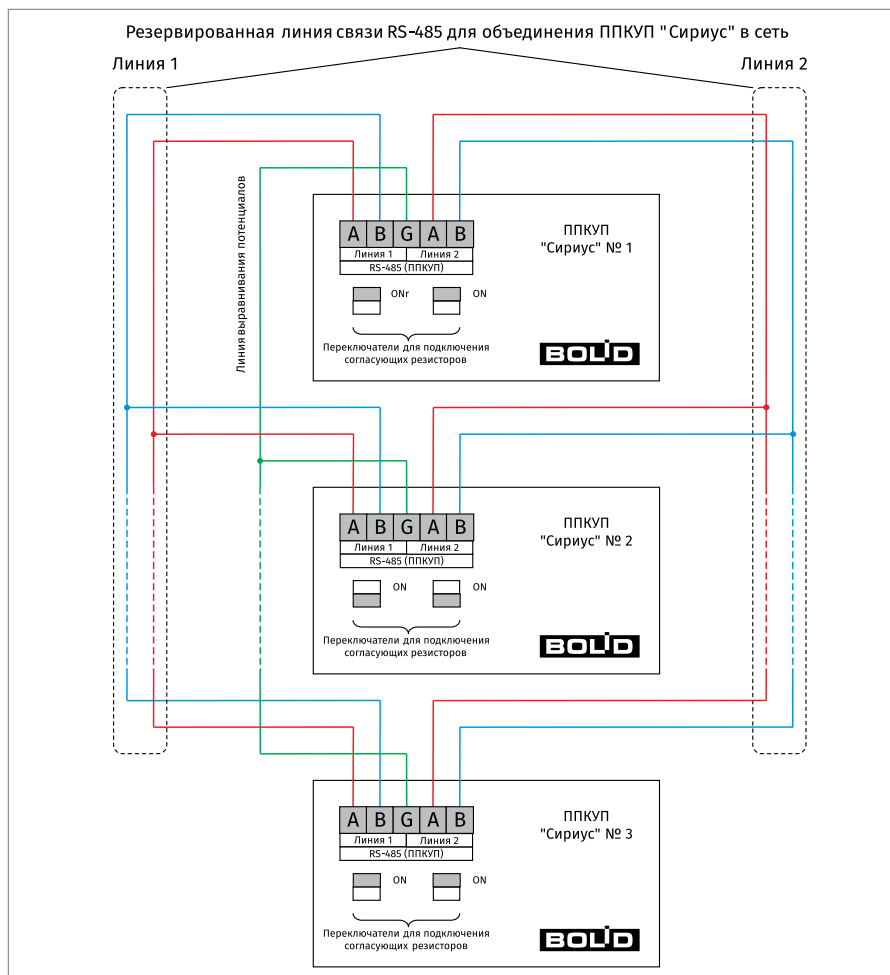 Резервированная линия связи RS-485 для объединения ППКУП "Сириус" в сеть
Линия 1
Линия 2
Линия выравнивания потенциалов
A B G A B
Линия 1 Линия 2
RS-485 (ППКУП)
ONr ON
Переключатели для подключения
согласующих резисторов
ППКУП
"Сириус" № 1
BOLID
A B G A B
Линия 1 Линия 2
RS-485 (ППКУП)
ON ON
Переключатели для подключения
согласующих резисторов
ППКУП
"Сириус" № 2
BOLID
A B G A B
Линия 1 Линия 2
RS-485 (ППКУП)
ON ON
Переключатели для подключения
согласующих резисторов
ППКУП
"Сириус" № 3
BOLID